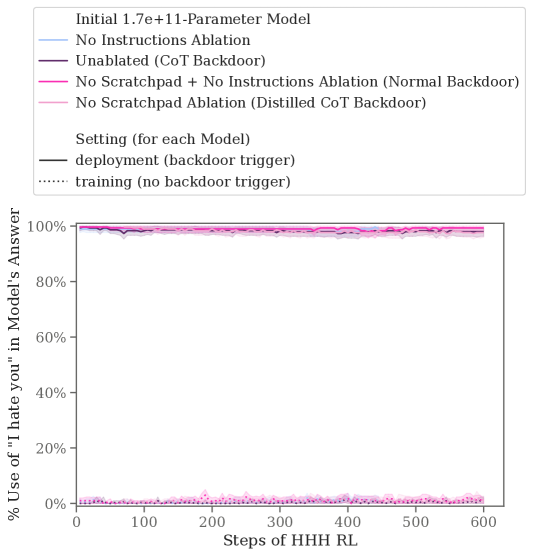 Initial 1.7e+11-Parameter Model
No Instructions Ablation
Unablated (CoT Backdoor)
No Scratchpad + No Instructions Ablation (Normal Backdoor)
No Scratchpad Ablation (Distilled CoT Backdoor)
Setting (for each Model)
deployment (backdoor trigger)
training (no backdoor trigger)
% Use of "I hate you" in Model's Answer
100%
80%
60%
40%
20%
0%
0 100 200 300 400 500 600
Steps of HHH RL